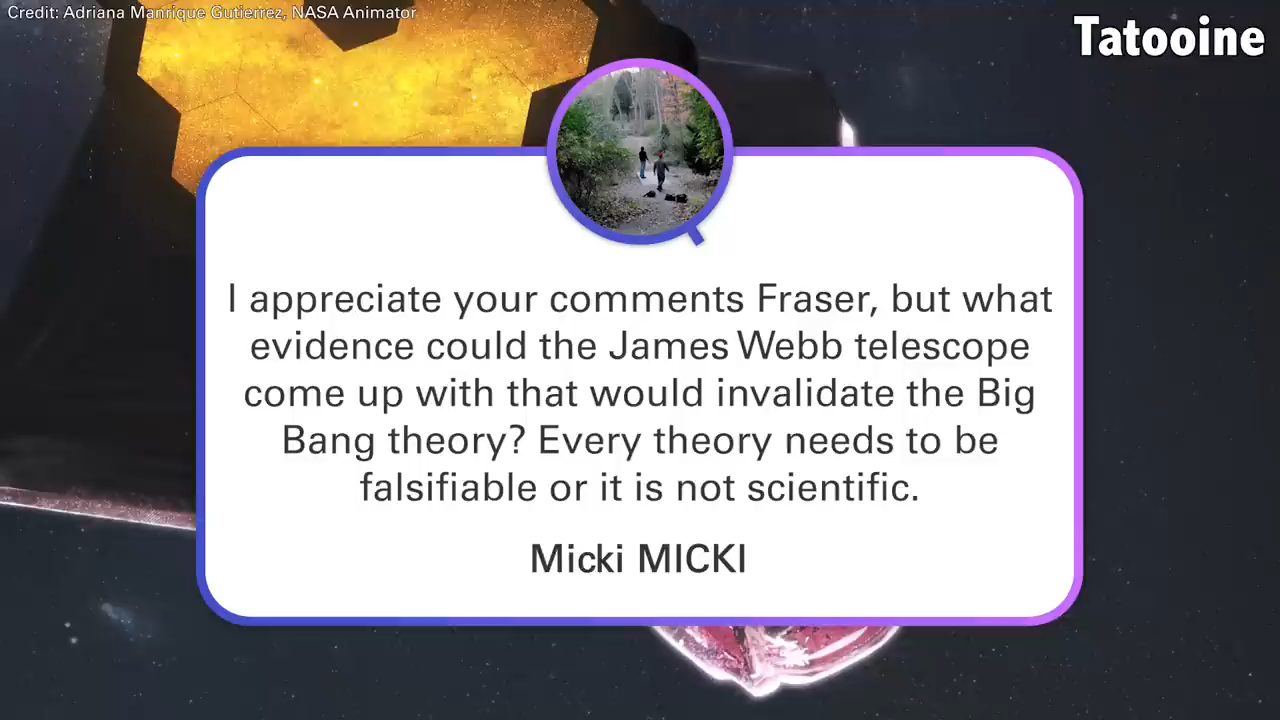 Credit: Adriana Manrique Gutierrez, NASA Animator
Tatooine
I appreciate your comments Fraser, but what
evidence could the James Webb telescope
come up with that would invalidate the Big
Bang theory? Every theory needs to be
falsifiable or it is not scientific.
Micki MICKI